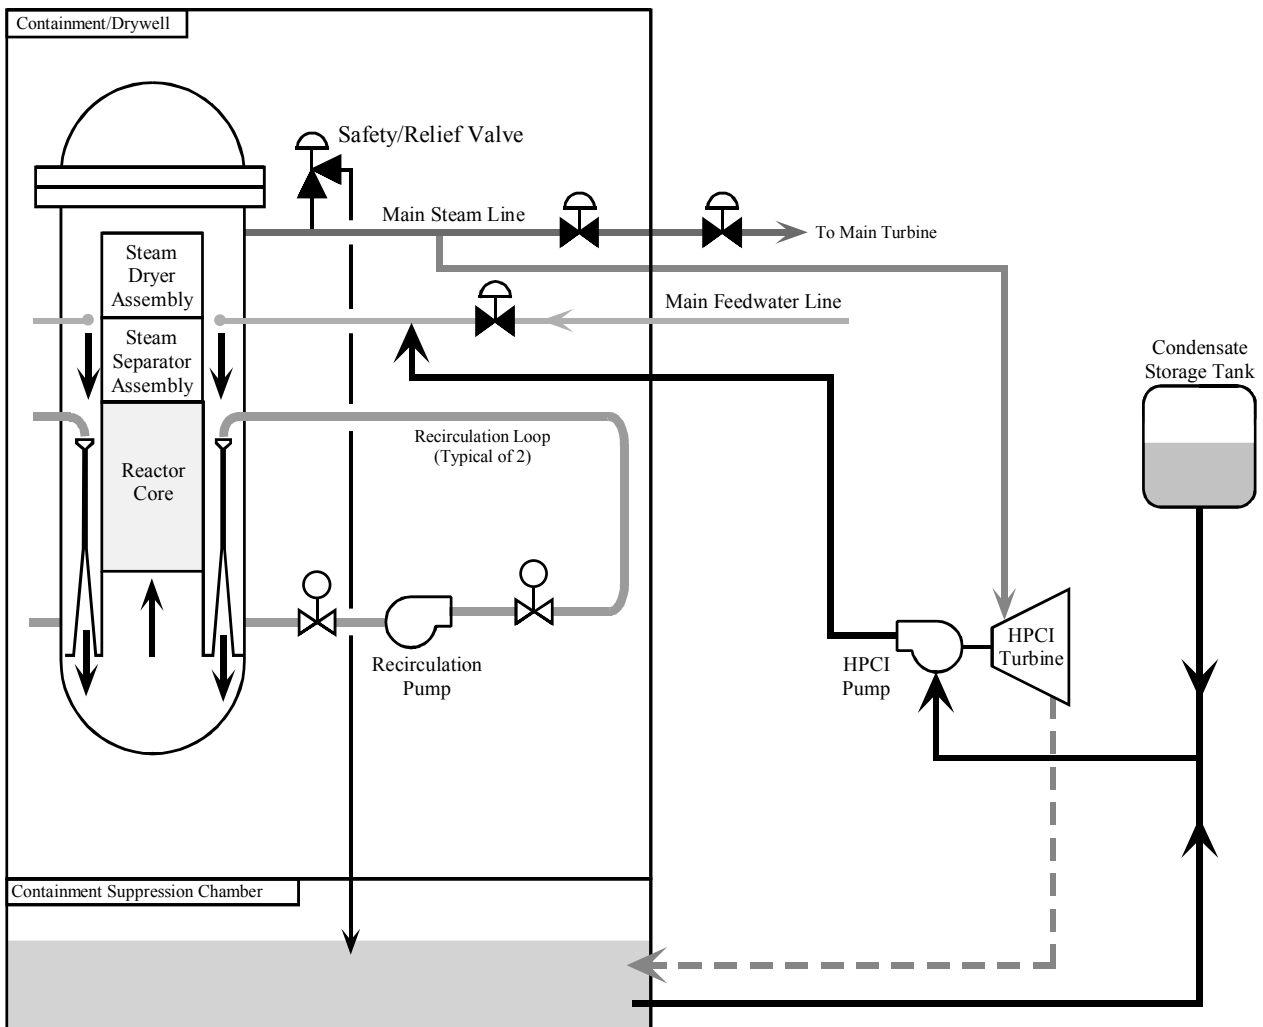 Containment/Drywell
Safety/Relief Valve
Main Steam Line
To Main Turbine
Steam
Dryer
Assembly
Main Feedwater Line
Steam
Separator
Assembly
Condensate
Storage Tank
Recirculation Loop
(Typical of 2)
Reactor
Core
HPCI
Turbine
Recirculation
Pump
HPCI
Pump
Containment Suppression Chamber